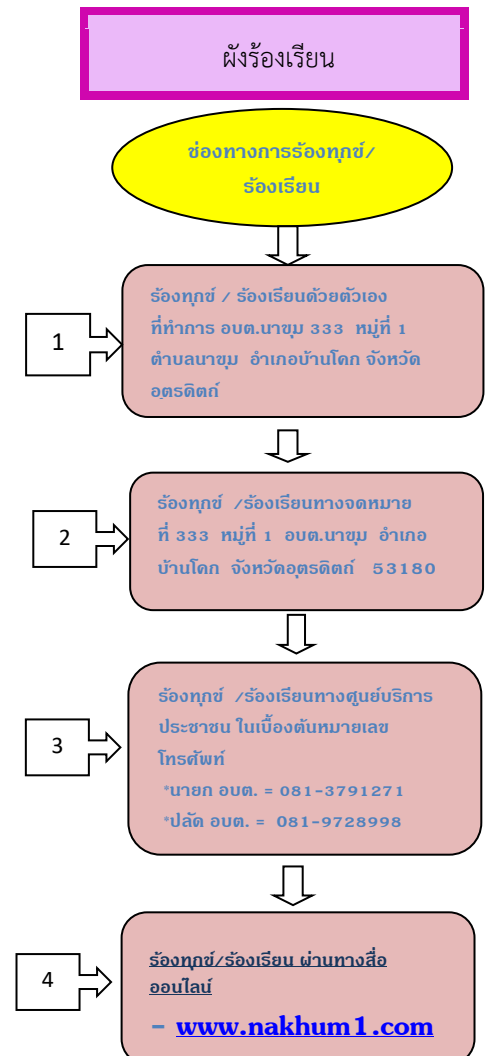 ผังร้องเรียน
ช่องทางการร้องทุกข์/
ร้องเรียน
1
ร้องทุกข์ / ร้องเรียนด้วยตัวเอง
ที่ทำการ อบต.นาขุม 333 หมู่ที่ 1
ตำบลนาขุม อำเภอบ้านโคก จังหวัด
อุตรดิตถ์
2
ร้องทุกข์ /ร้องเรียนทางจดหมาย
ที่ 333 หมู่ที่ 1 อบต.นาขุม อำเภอ
บ้านโคก จังหวัดอุตรดิตถ์ 53180
3
ร้องทุกข์ /ร้องเรียนทางศูนย์บริการ
ประชาชน ในเบื้องต้นหมายเลข
โทรศัพท์
*นายก อบต. = 081-3791271
*ปลัด อบต. = 081-9728998
4
ร้องทุกข์/ร้องเรียน ผ่านทางสื่อ
ออนไลน์
- www.nakhum1.com